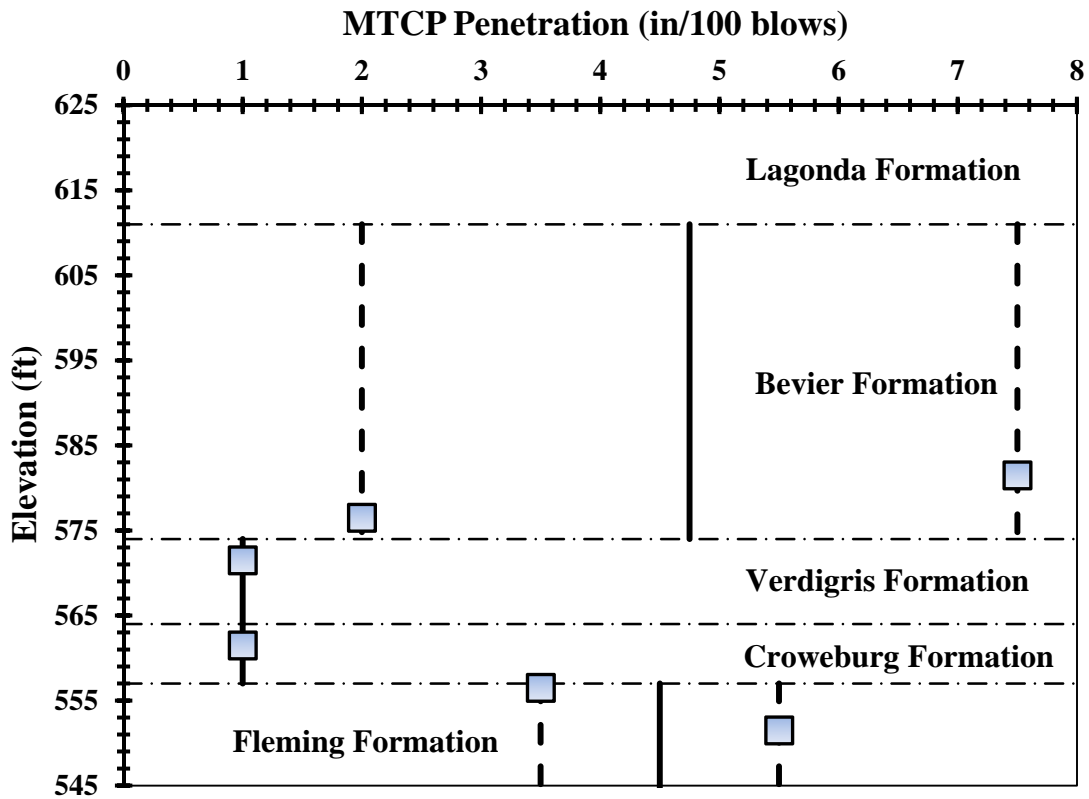 MTCP Penetration (in/100 blows)
0 1 2 3 4 5 6 7 8
625
Lagonda Formation
615
605
Elevation (ft)
595
Bevier Formation
585
575
Verdigris Formation
565
Croweburg Formation
555
Fleming Formation
545